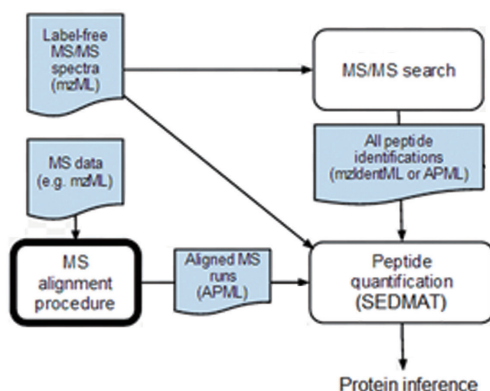 Label-free
MS/MS
spectra
(mzML)
MS/MS search
All peptide
identifications
(mzIdentML or APML)
MS data
(e.g. mzML)
MS
alignment
procedure
Aligned MS
runs
(APML)
Peptide
quantification
(SEDMAT)
Protein inference